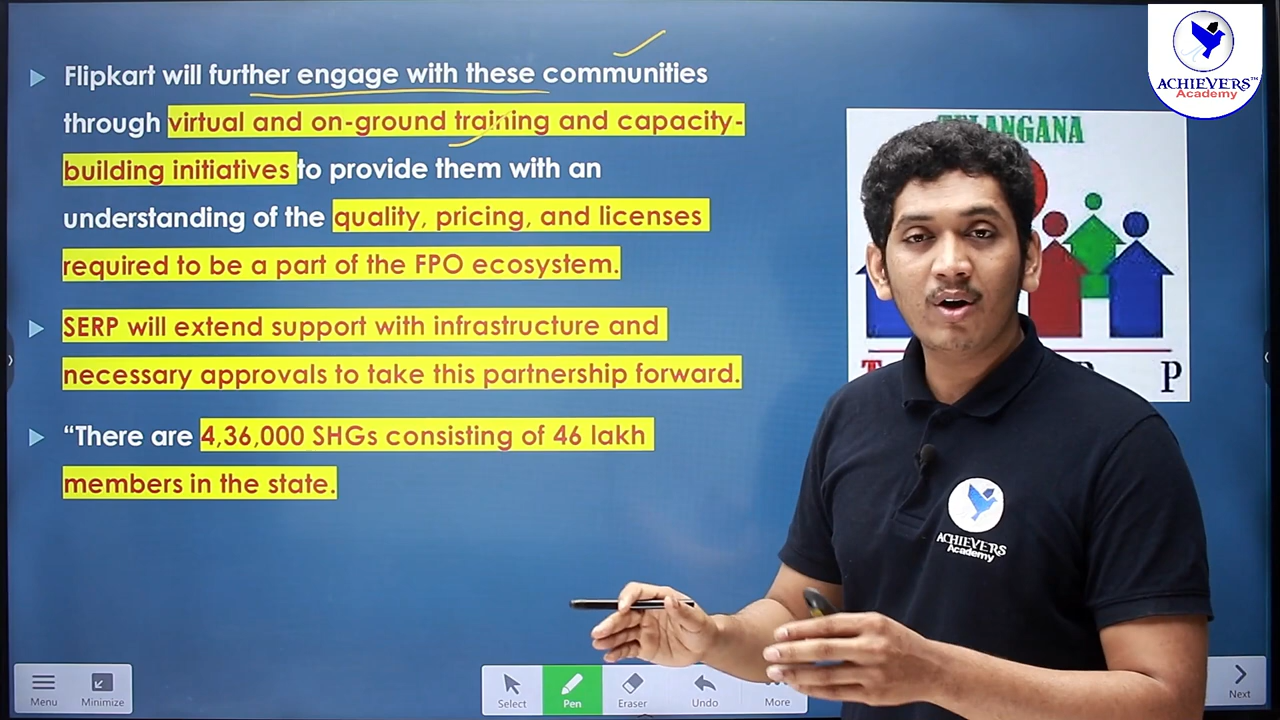 Flipkart will further engage with these communities
through virtual and on-ground training and capacity-
building initiatives to provide them with an
understanding of the quality, pricing, and licenses
required to be a part of the FPO ecosystem.
SERP will extend support with infrastructure and
necessary approvals to take this partnership forward.
“There are 4,36,000 SHGs consisting of 46 lakh
members in the state.
ACHIEVERS™
Academy
TELANGANA
P
ACHIEVERS
Academy
Menu
Minimize
Select
Pen
Eraser
Undo
More
Next